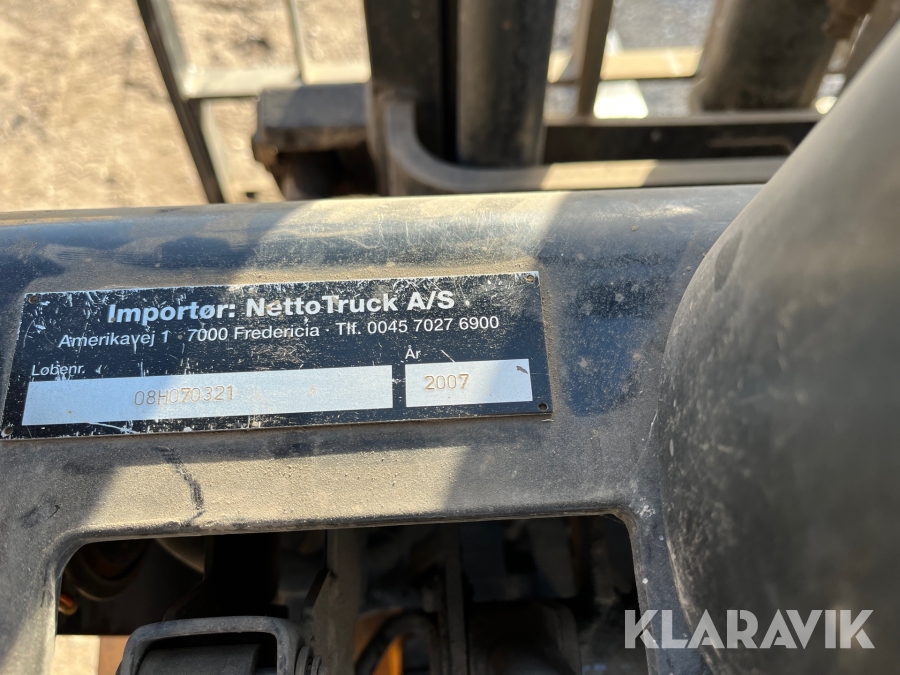 Importør: NettoTruck A/S
Amerikavej 1 · 7000 Fredericia · Tlf. 0045 7027 6900
Løbenr. År
08H070321 2007
KLARAVIK